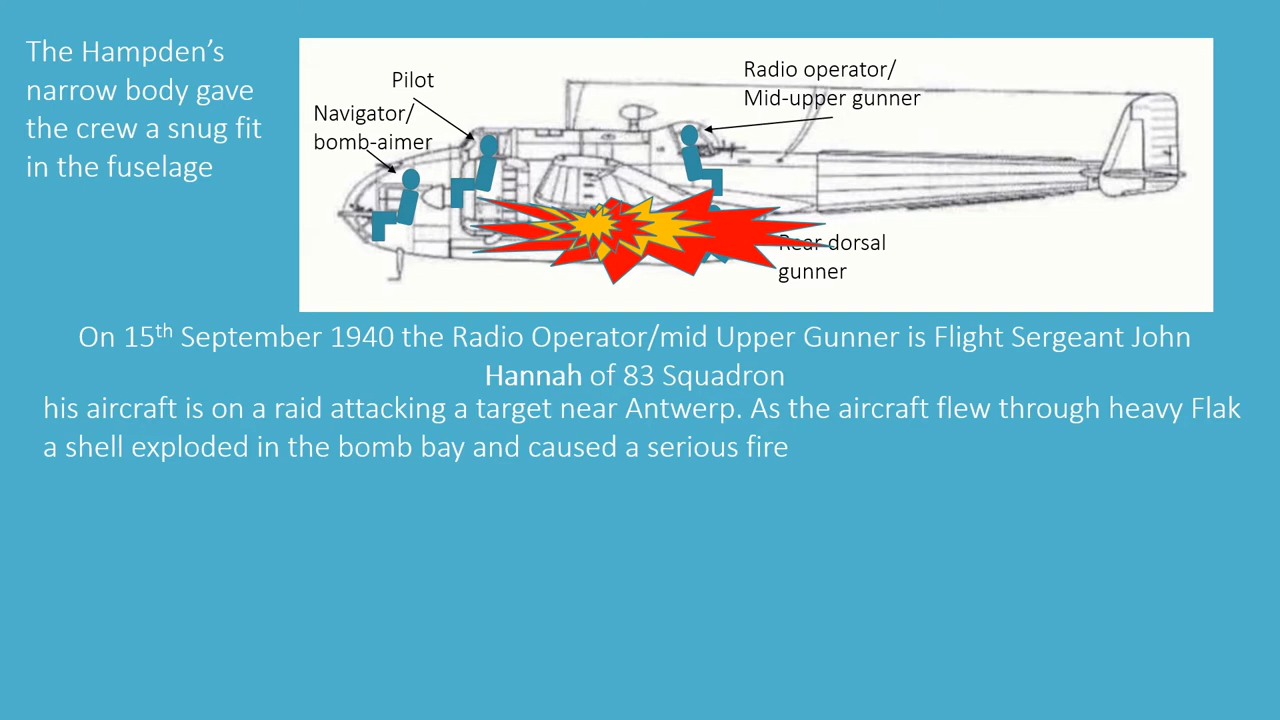 The Hampden’s
narrow body gave
the crew a snug fit
in the fuselage
Pilot
Navigator/
bomb-aimer
Radio operator/
Mid-upper gunner
Rear dorsal
gunner
On 15th September 1940 the Radio Operator/mid Upper Gunner is Flight Sergeant John
Hannah of 83 Squadron
his aircraft is on a raid attacking a target near Antwerp. As the aircraft flew through heavy Flak
a shell exploded in the bomb bay and caused a serious fire